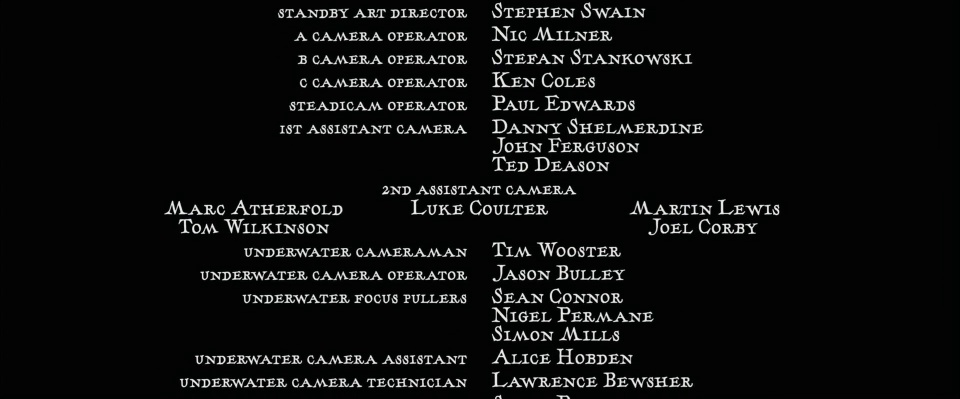 STANDBY ART DIRECTOR STEPHEN SWAIN
A CAMERA OPERATOR NIC MILNER
B CAMERA OPERATOR STEFAN STANKOWSKI
C CAMERA OPERATOR KEN COLES
STEADICAM OPERATOR PAUL EDWARDS
1ST ASSISTANT CAMERA DANNY SHELMERDINE
JOHN FERGUSON
TED DEASON
2ND ASSISTANT CAMERA
MARC ATHERFOLD LUKE COULTER MARTIN LEWIS
TOM WILKINSON JOEL CORBY
UNDERWATER CAMERAMAN TIM WOOSTER
UNDERWATER CAMERA OPERATOR JASON BULLEY
UNDERWATER FOCUS PULLERS SEAN CONNOR
NIGEL PERMANE
SIMON MILLS
UNDERWATER CAMERA ASSISTANT ALICE HOBDEN
UNDERWATER CAMERA TECHNICIAN LAWRENCE BEWSHER